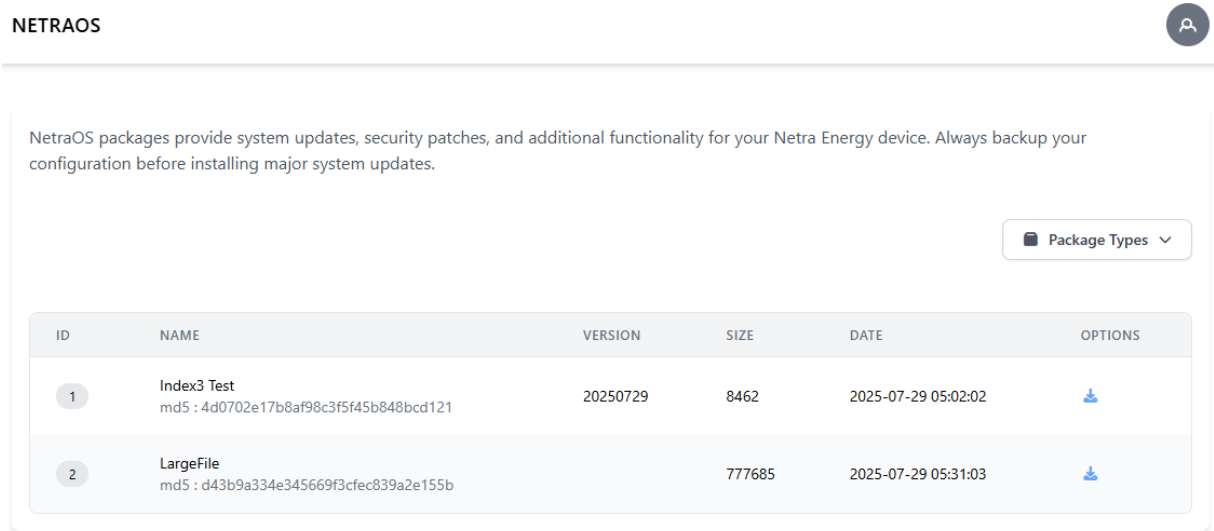 NETRAOS
NetraOS packages provide system updates, security patches, and additional functionality for your Netra Energy device. Always backup your
configuration before installing major system updates.
Package Types
ID NAME VERSION SIZE DATE OPTIONS
1 Index3 Test 20250729 8462 2025-07-29 05:02:02
md5 : 4d0702e17b8af98c3f5f45b848bcd121
2 LargeFile 777685 2025-07-29 05:31:03
md5 : d43b9a334e345669f3cfec839a2e155b